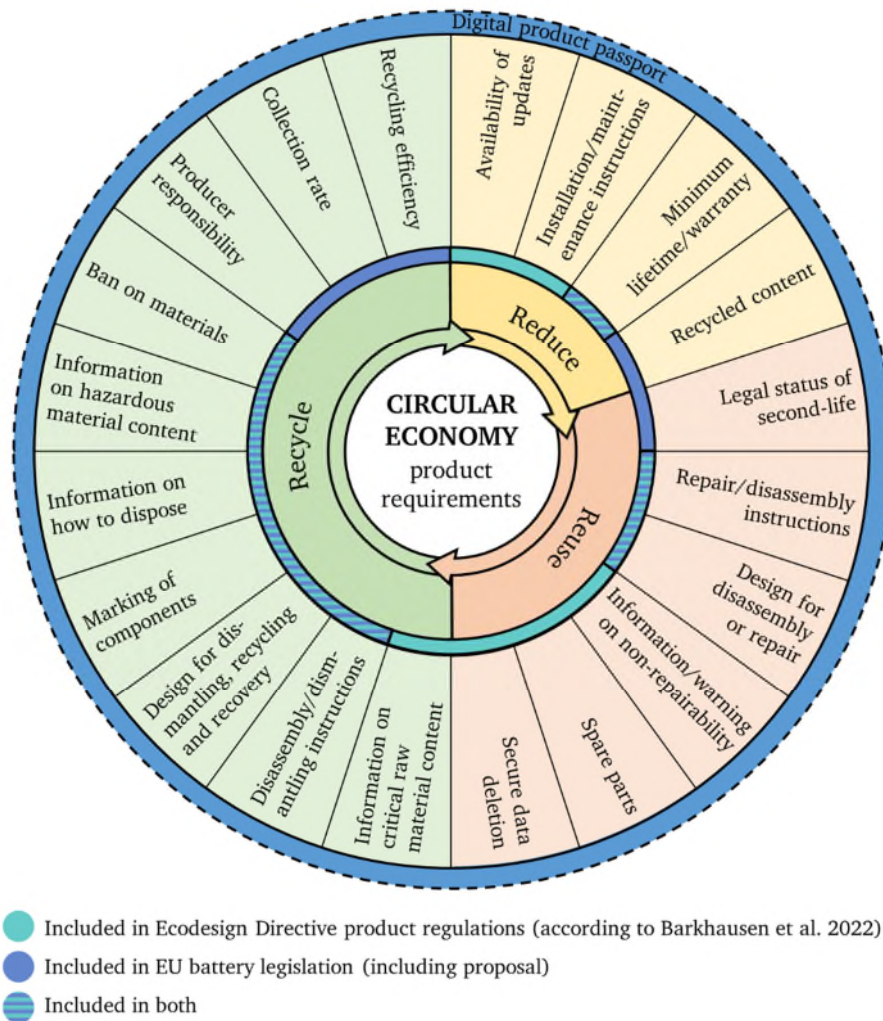 Digital product passport
Availability of
updates
Installation/maint-
enance instructions
Minimum
lifetime/warranty
Recycled content
Legal status of
second-life
Repair/disassembly
instructions
Design for
disassembly
or repair
Information/warning
on non-repairability
Spare parts
Secure data
deletion
Information on
critical raw
material content
Disassembly/dism-
antling instructions
Design for dis-
mantling, recycling
and recovery
Marking of
components
Information on
how to dispose
Information
on hazardous
material content
Ban on materials
Producer
responsibility
Collection rate
Recycling efficiency
Reduce
Reuse
Recycle
CIRCULAR
ECONOMY
product
requirements
Included in Ecodesign Directive product regulations (according to Barkhausen et al. 2022)
Included in EU battery legislation (including proposal)
Included in both